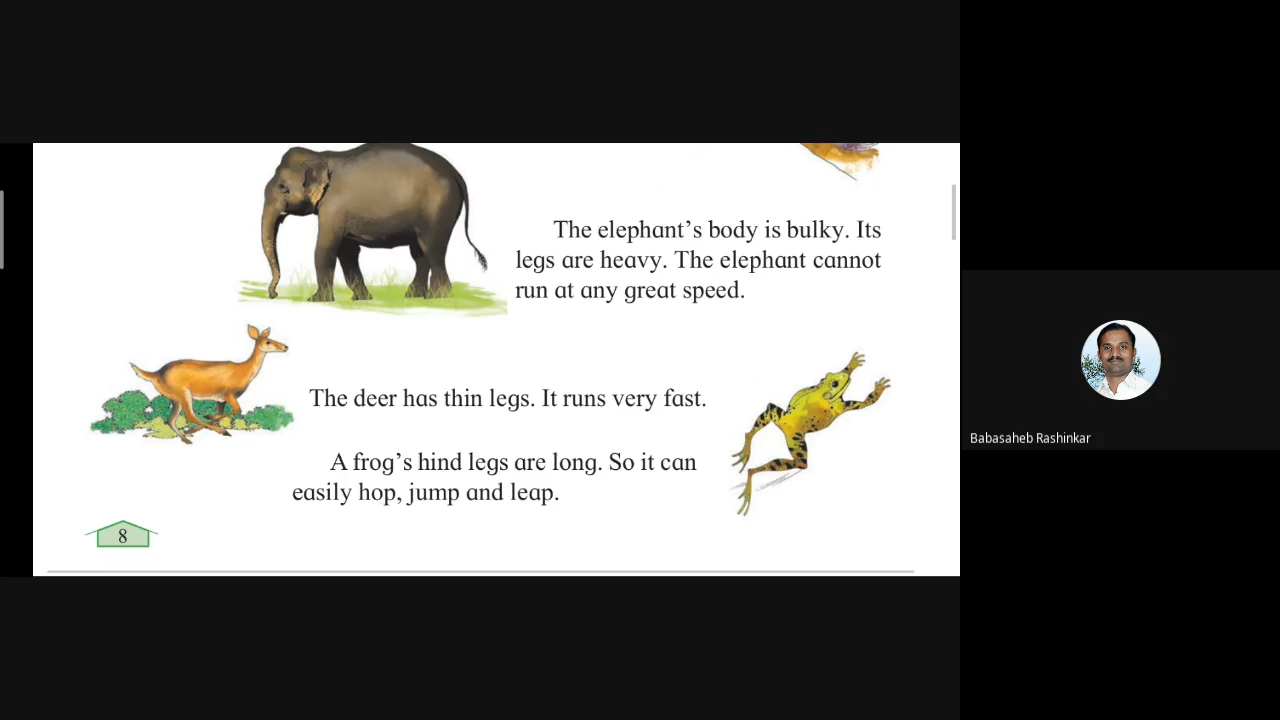 The elephant's body is bulky. Its
legs are heavy. The elephant cannot
run at any great speed.
The deer has thin legs. It runs very fast.
A frog's hind legs are long. So it can
easily hop, jump and leap.
8
Babasaheb Rashinkar